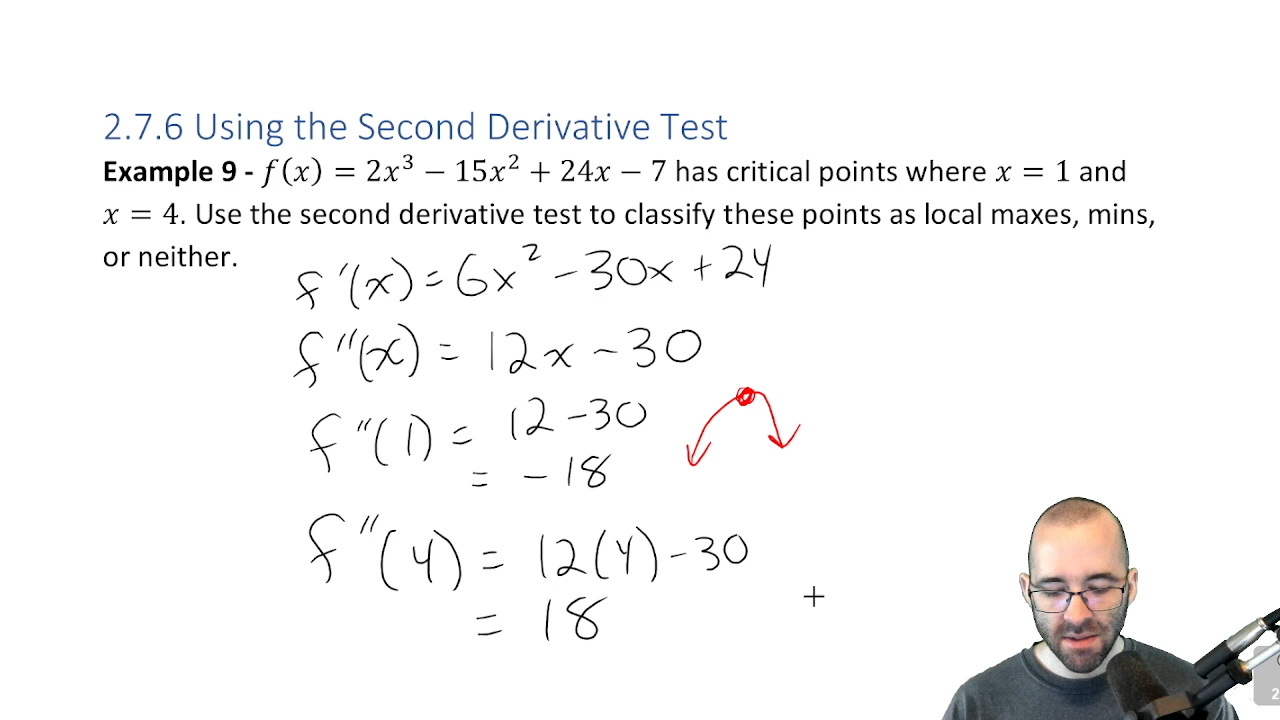 2.7.6 Using the Second Derivative Test
Example 9 - f(x) = 2x³ − 15x² + 24x − 7 has critical points where x = 1 and
x = 4. Use the second derivative test to classify these points as local maxes, mins,
or neither.
f'(x) = 6x² - 30x + 24
f''(x) = 12x - 30
f''(1) = 12 - 30
= -18
f''(4) = 12(4) - 30
= 18
2